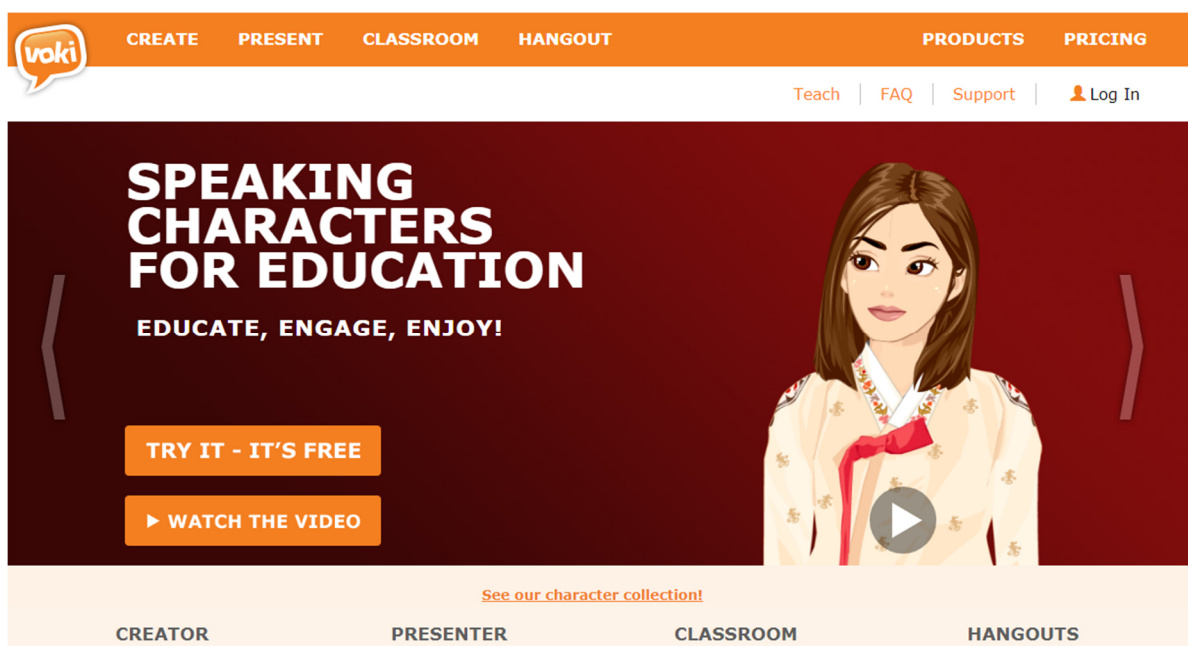 voki
CREATE PRESENT CLASSROOM HANGOUT PRODUCTS PRICING
Teach FAQ Support Log In
SPEAKING
CHARACTERS
FOR EDUCATION
EDUCATE, ENGAGE, ENJOY!
TRY IT - IT'S FREE
WATCH THE VIDEO
See our character collection!
CREATOR PRESENTER CLASSROOM HANGOUTS